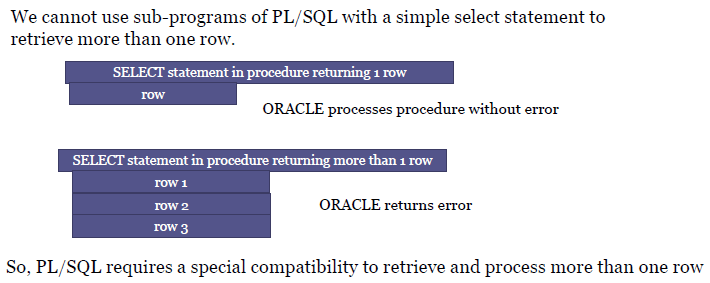 We cannot use sub-programs of PL/SQL with a simple select statement to
retrieve more than one row.
SELECT statement in procedure returning 1 row
row
ORACLE processes procedure without error
SELECT statement in procedure returning more than 1 row
row 1
row 2
ORACLE returns error
row 3
So, PL/SQL requires a special compatibility to retrieve and process more than one row